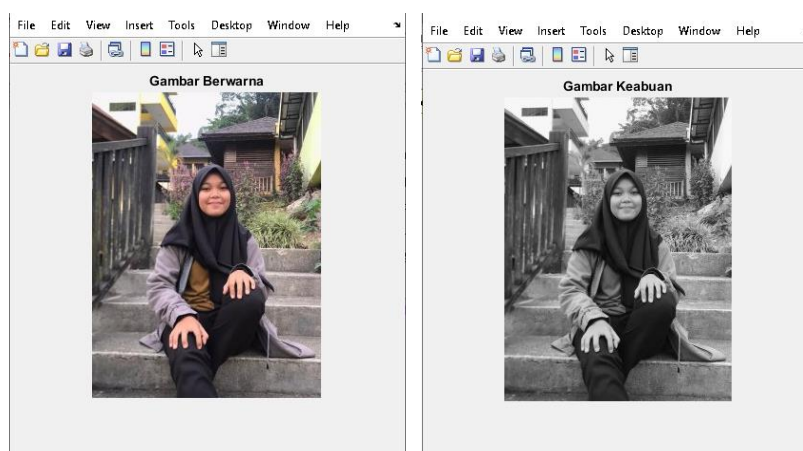 File Edit View Insert Tools Desktop Window Help
Gambar Berwarna
File Edit View Insert Tools Desktop Window Help
Gambar Keabuan